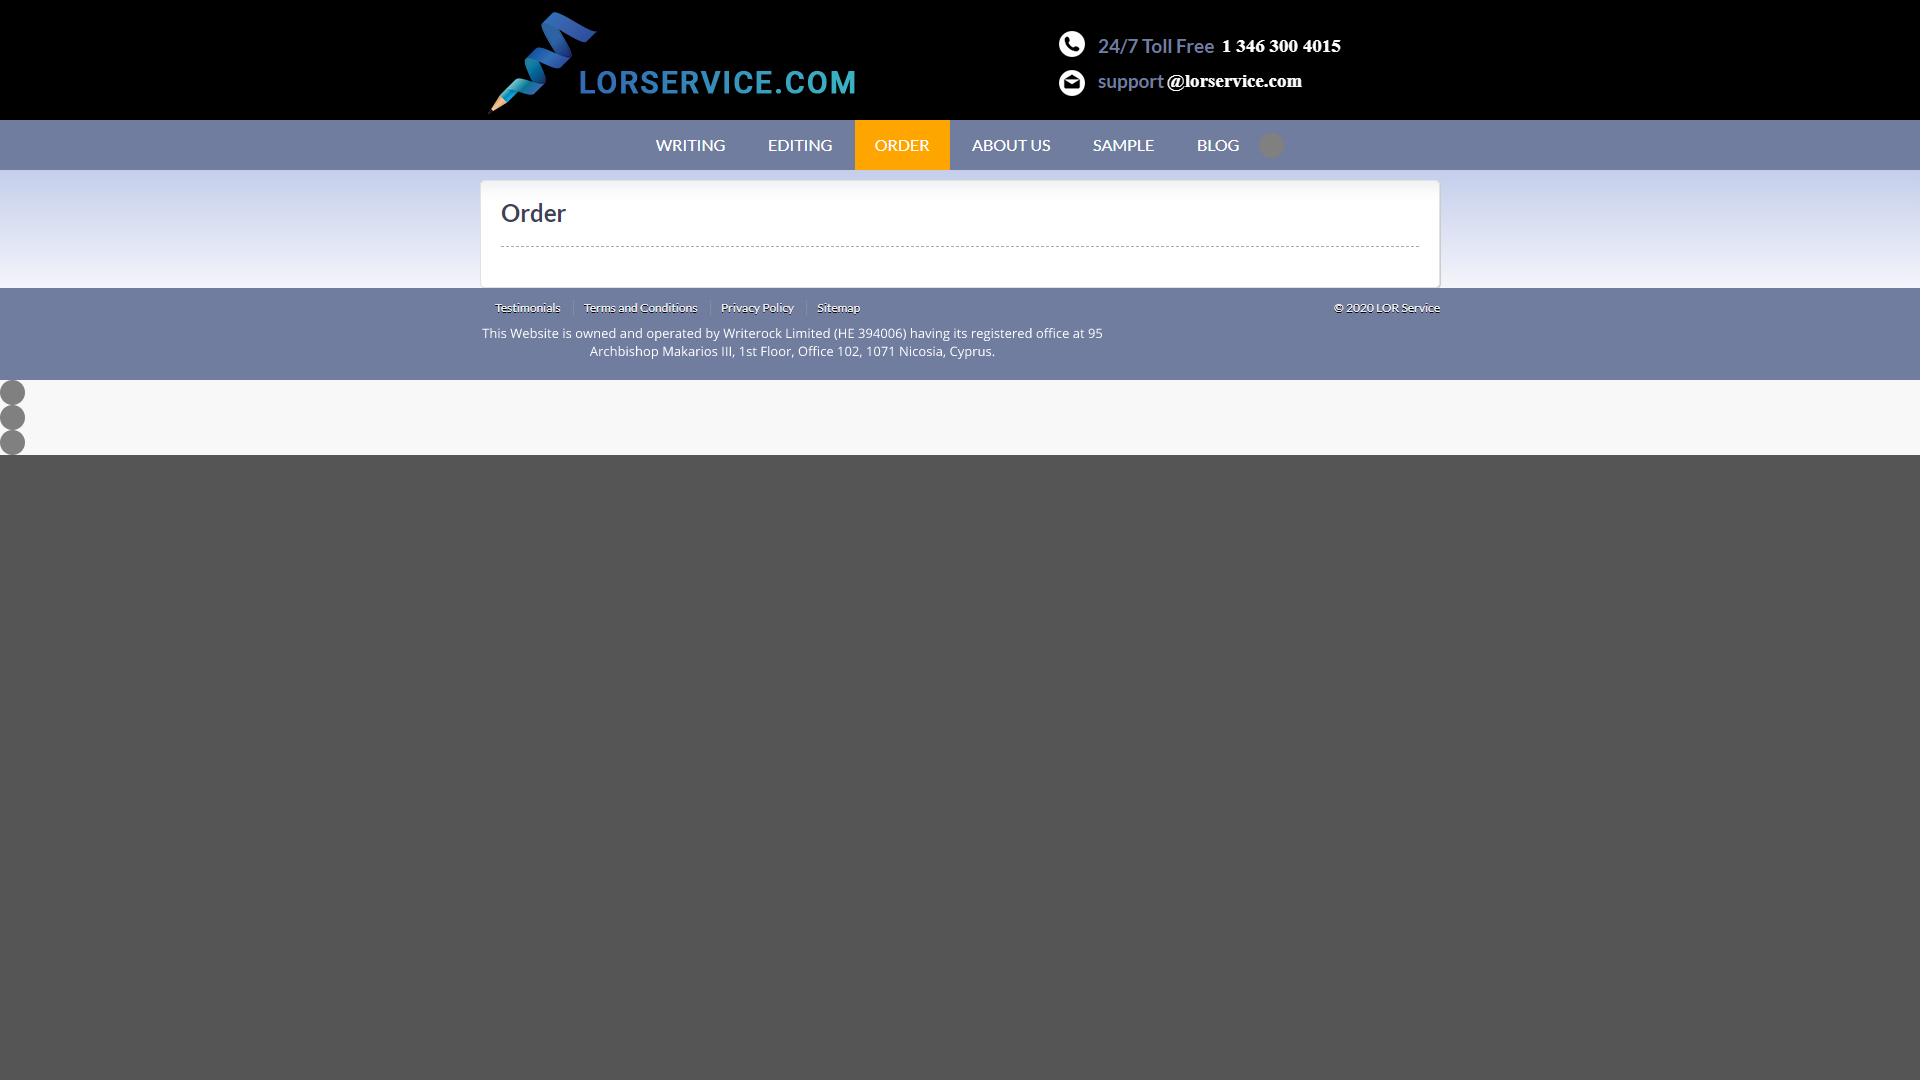 LORSERVICE.COM
24/7 Toll Free 1 346 300 4015
support@lorservice.com
WRITING EDITING ORDER ABOUT US SAMPLE BLOG
Order
Testimonials Terms and Conditions Privacy Policy Sitemap © 2020 LOR Service
This Website is owned and operated by Writerock Limited (HE 394006) having its registered office at 95
Archbishop Makarios III, 1st Floor, Office 102, 1071 Nicosia, Cyprus.